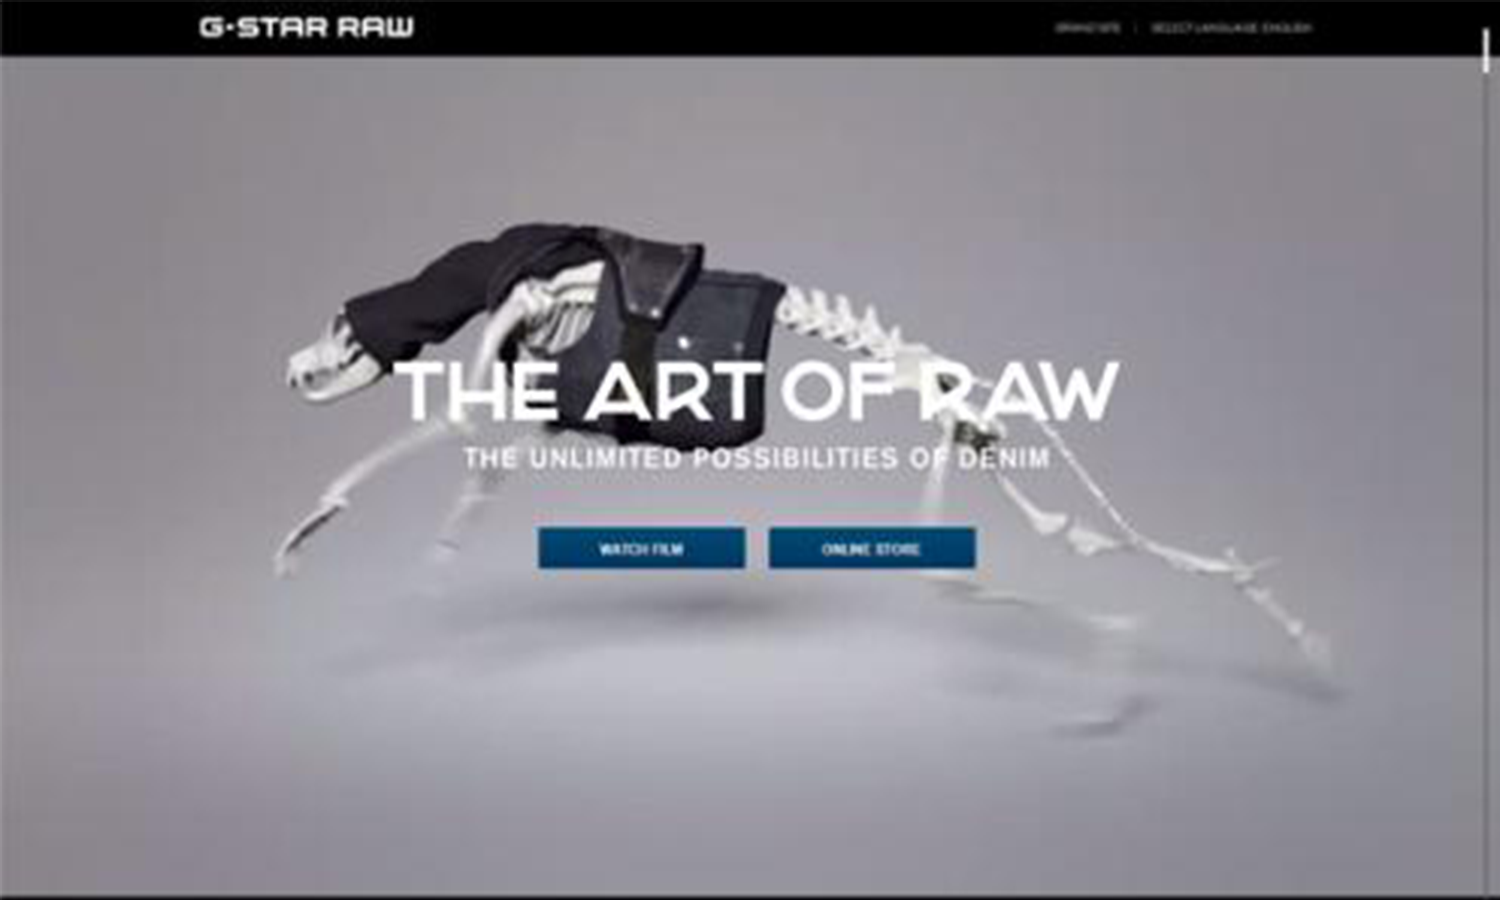 G-STAR RAW
BRAND SITE | SELECT LANGUAGE: ENGLISH
THE ART OF RAW
THE UNLIMITED POSSIBILITIES OF DENIM
WATCH FILM
ONLINE STORE